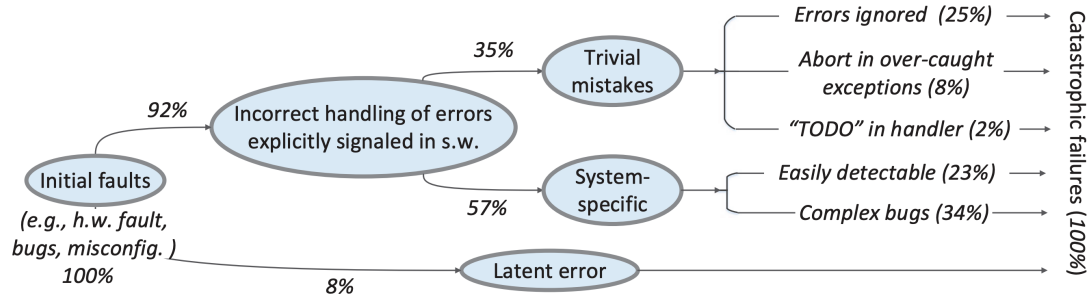 Errors ignored (25%)
35%
Trivial
mistakes
Abort in over-caught
exceptions (8%)
92%
Incorrect handling of errors
explicitly signaled in s.w.
“TODO” in handler (2%)
Initial faults
(e.g., h.w. fault,
bugs, misconfig. )
100%
57%
System-
specific
Easily detectable (23%)
Complex bugs (34%)
8%
Latent error
Catastrophic failures (100%)